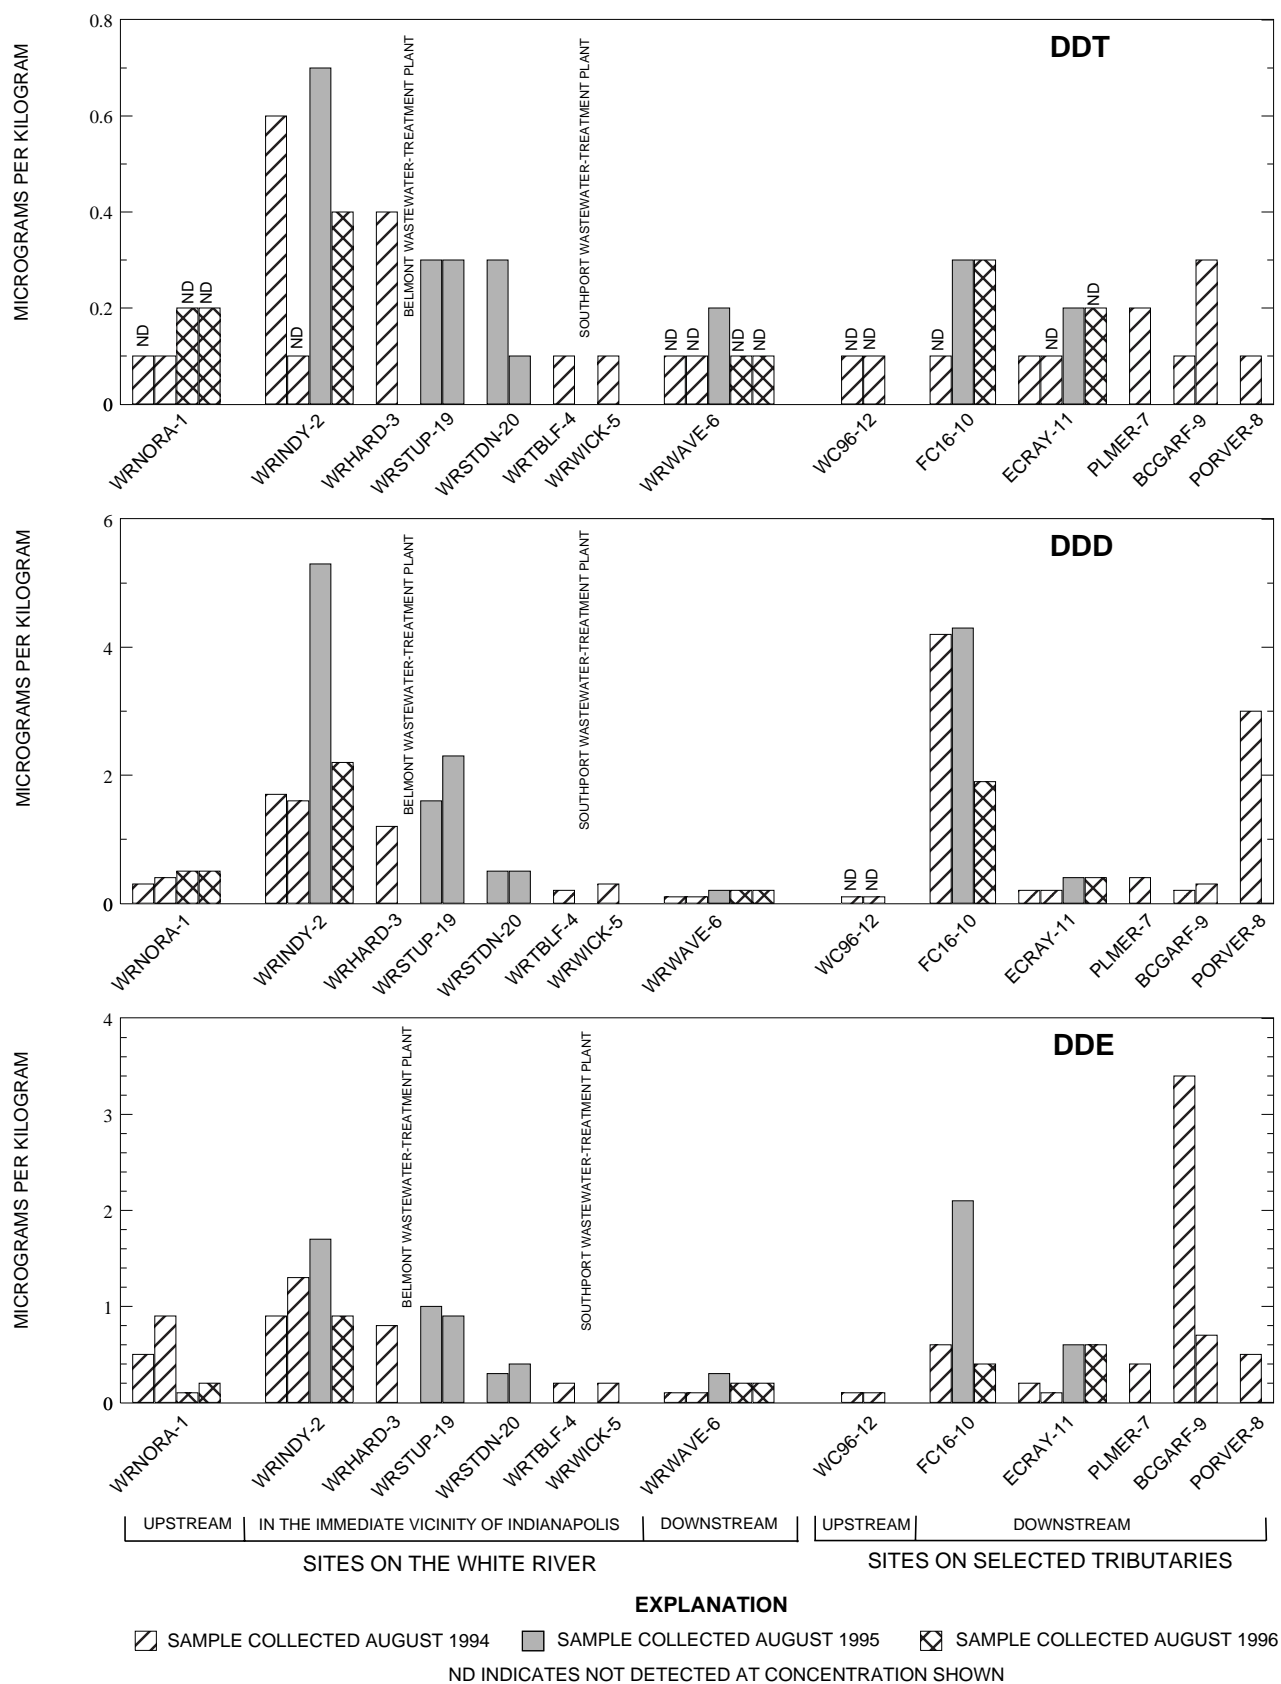 DDT
MICROGRAMS PER KILOGRAM
0.8
0.6
0.4
0.2
0
BELMONT WASTEWATER-TREATMENT PLANT
SOUTHPORT WASTEWATER-TREATMENT PLANT
ND
ND
ND
ND
ND
ND
ND
ND
ND
ND
ND
ND
ND
WRNORA-1
WRINDY-2
WRHARD-3
WRSTUP-19
WRSTDN-20
WRTBLF-4
WRWICK-5
WRWAVE-6
WC96-12
FC16-10
ECRAY-11
PLMER-7
BCGARF-9
PORVER-8
DDD
MICROGRAMS PER KILOGRAM
6
4
2
0
BELMONT WASTEWATER-TREATMENT PLANT
SOUTHPORT WASTEWATER-TREATMENT PLANT
ND
ND
WRNORA-1
WRINDY-2
WRHARD-3
WRSTUP-19
WRSTDN-20
WRTBLF-4
WRWICK-5
WRWAVE-6
WC96-12
FC16-10
ECRAY-11
PLMER-7
BCGARF-9
PORVER-8
DDE
MICROGRAMS PER KILOGRAM
4
3
2
1
0
BELMONT WASTEWATER-TREATMENT PLANT
SOUTHPORT WASTEWATER-TREATMENT PLANT
WRNORA-1
WRINDY-2
WRHARD-3
WRSTUP-19
WRSTDN-20
WRTBLF-4
WRWICK-5
WRWAVE-6
WC96-12
FC16-10
ECRAY-11
PLMER-7
BCGARF-9
PORVER-8
UPSTREAM
IN THE IMMEDIATE VICINITY OF INDIANAPOLIS
DOWNSTREAM
UPSTREAM
DOWNSTREAM
SITES ON THE WHITE RIVER
SITES ON SELECTED TRIBUTARIES
EXPLANATION
SAMPLE COLLECTED AUGUST 1994
SAMPLE COLLECTED AUGUST 1995
SAMPLE COLLECTED AUGUST 1996
ND INDICATES NOT DETECTED AT CONCENTRATION SHOWN